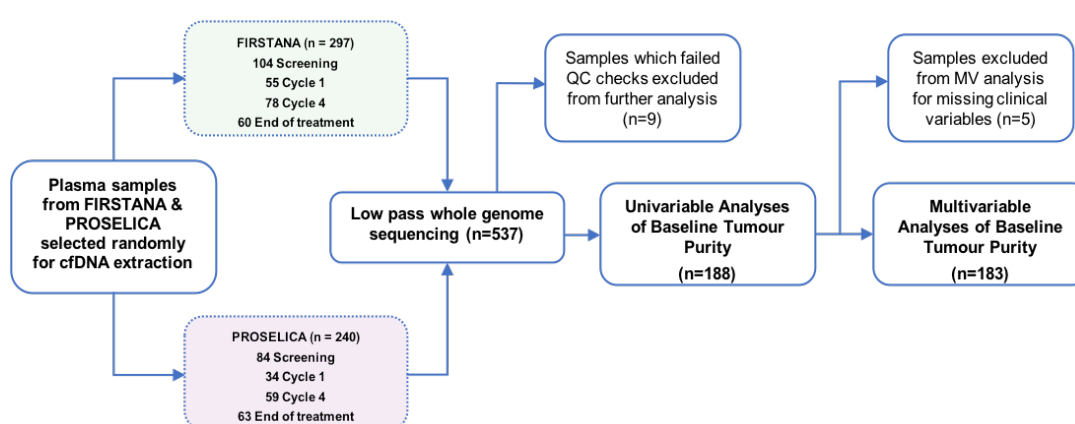 Plasma samples
from FIRSTANA &
PROSELICA
selected randomly
for cfDNA extraction
FIRSTANA (n = 297)
104 Screening
55 Cycle 1
78 Cycle 4
60 End of treatment
PROSELICA (n = 240)
84 Screening
34 Cycle 1
59 Cycle 4
63 End of treatment
Low pass whole genome
sequencing (n=537)
Samples which failed
QC checks excluded
from further analysis
(n=9)
Univariable Analyses
of Baseline Tumour
Purity
(n=188)
Samples excluded
from MV analysis
for missing clinical
variables (n=5)
Multivariable
Analyses of Baseline
Tumour Purity
(n=183)